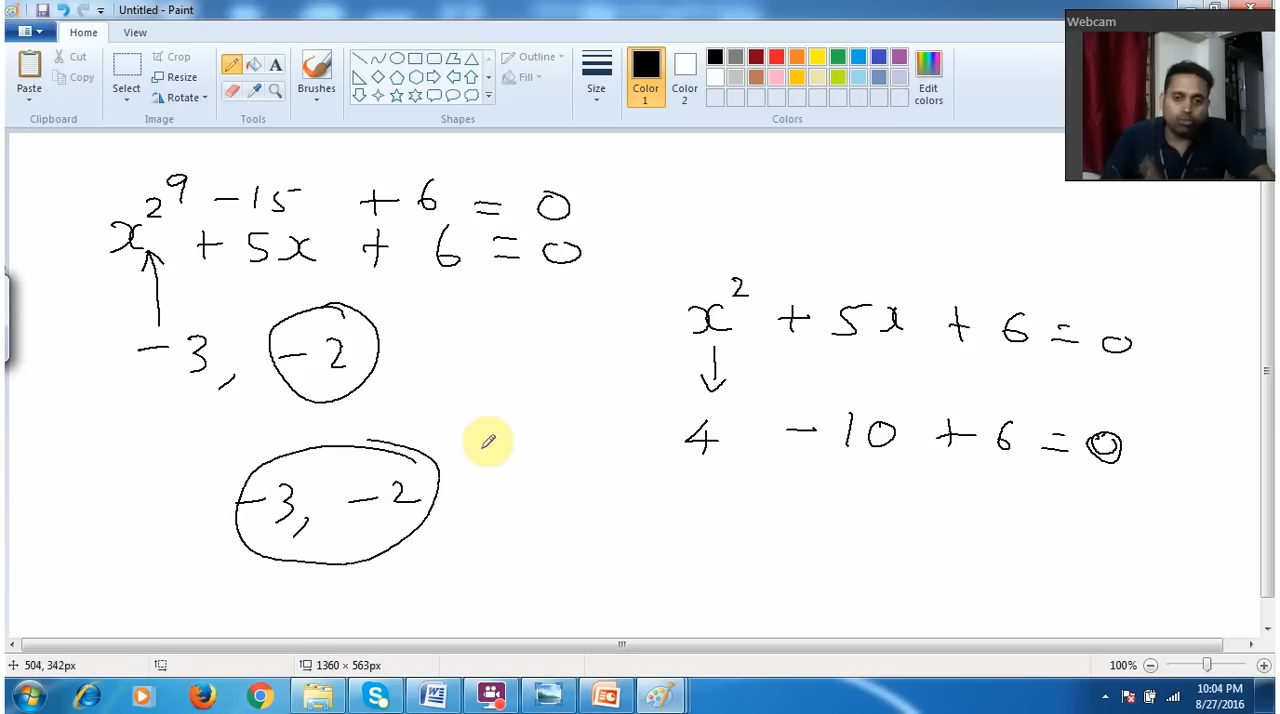 Untitled - Paint
Webcam
Home View
Cut
Copy
Paste
Clipboard
Select
Crop
Resize
Rotate
Image
Tools
Brushes
Shapes
Outline
Fill
Size
Color 1
Color 2
Edit colors
Colors
9 - 15 + 6 = 0
x² + 5x + 6 = 0
-3, -2
-3, -2
x² + 5x + 6 = 0
4 - 10 + 6 = 0
504, 342px
1360 × 563px
100%
10:04 PM
8/27/2016